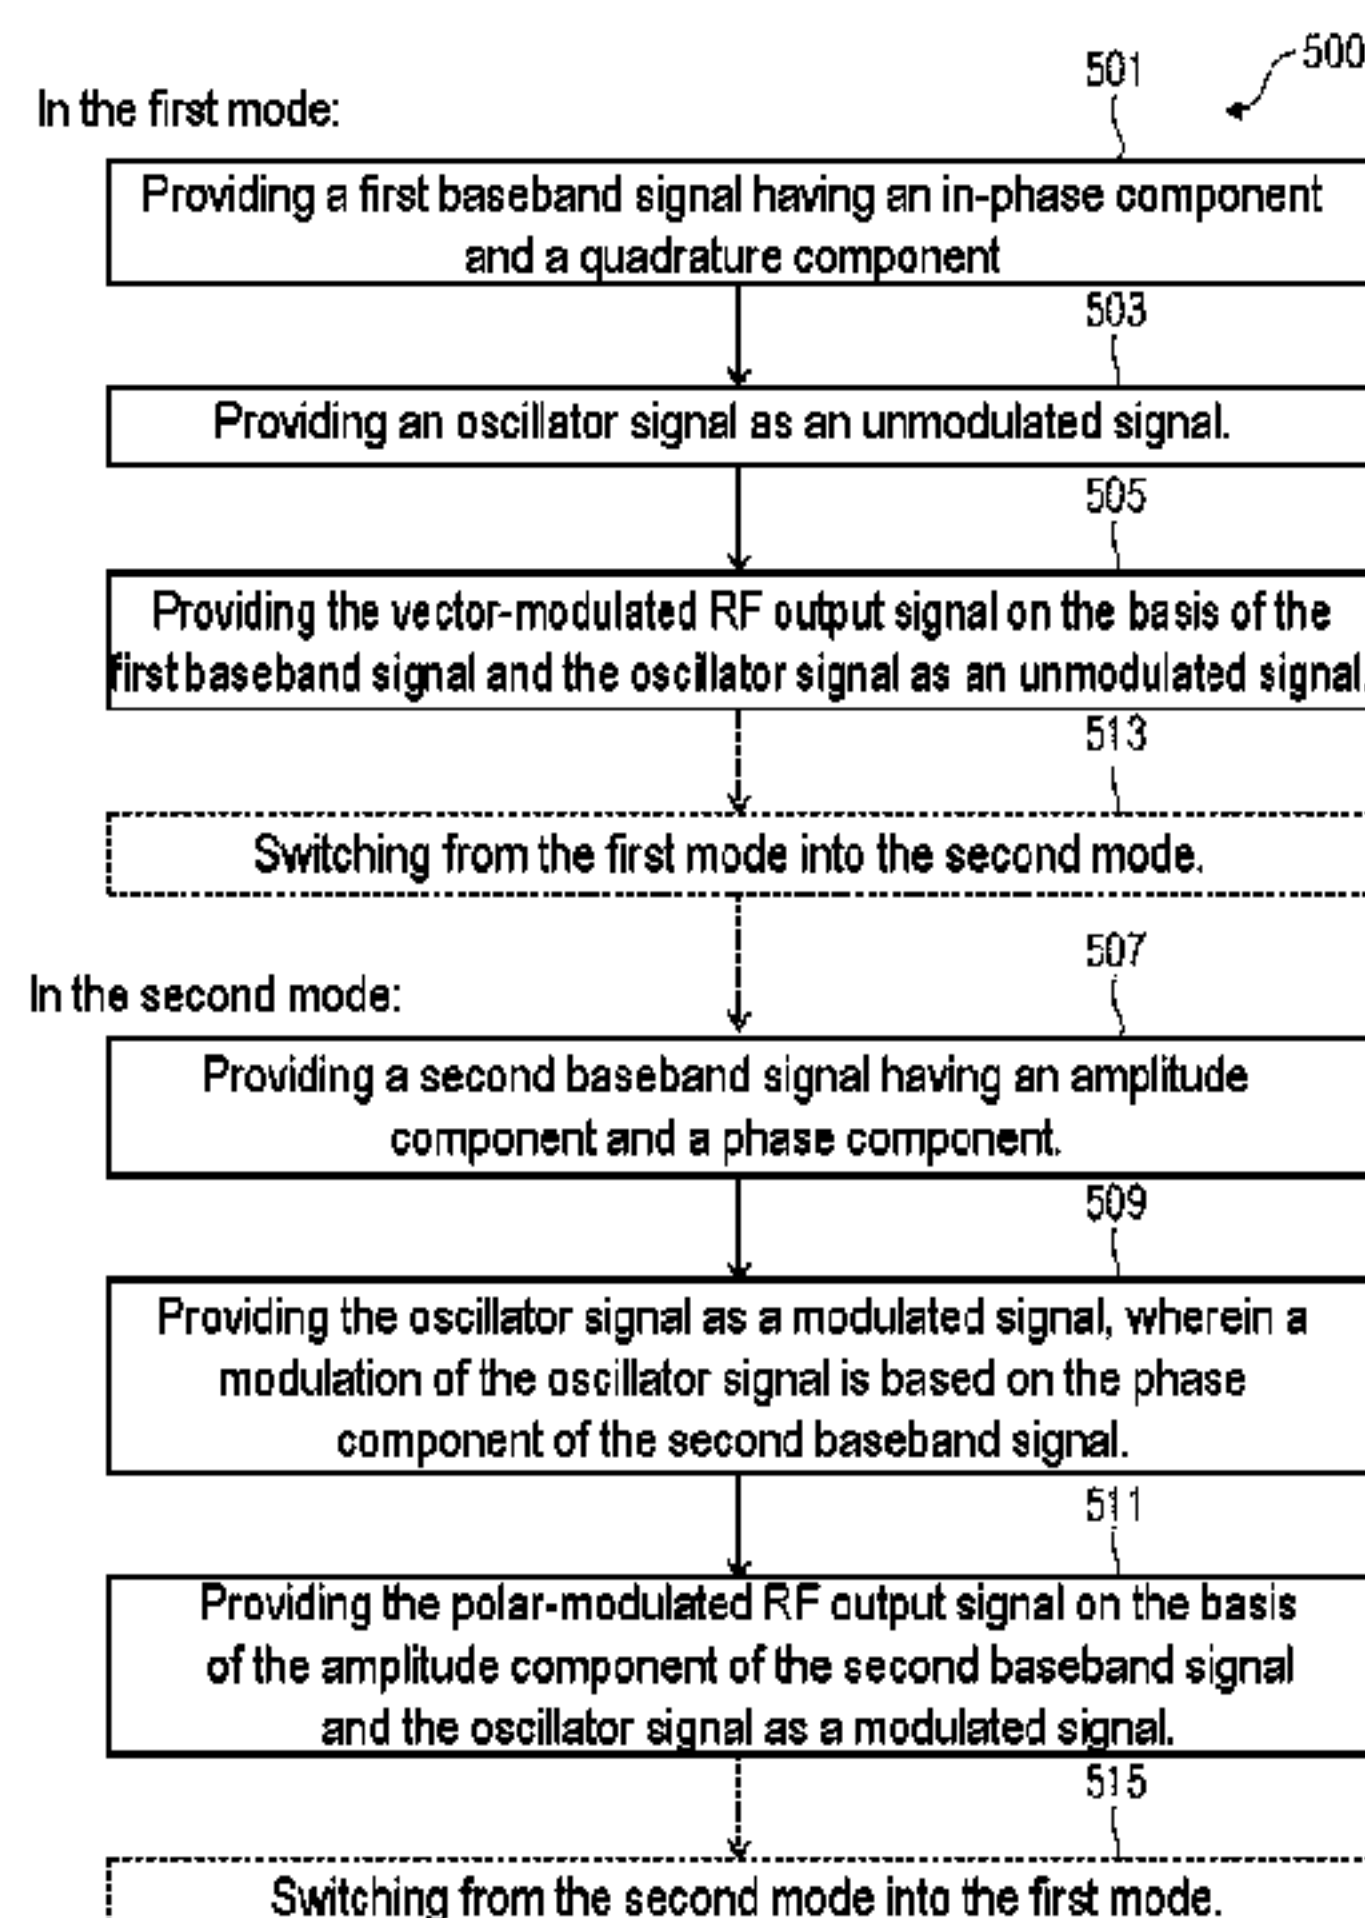 500
501
In the first mode:
Providing a first baseband signal having an in-phase component
and a quadrature component
503
Providing an oscillator signal as an unmodulated signal.
505
Providing the vector-modulated RF output signal on the basis of the
first baseband signal and the oscillator signal as an unmodulated signal.
513
Switching from the first mode into the second mode.
507
In the second mode:
Providing a second baseband signal having an amplitude
component and a phase component.
509
Providing the oscillator signal as a modulated signal, wherein a
modulation of the oscillator signal is based on the phase
component of the second baseband signal.
511
Providing the polar-modulated RF output signal on the basis
of the amplitude component of the second baseband signal
and the oscillator signal as a modulated signal.
515
Switching from the second mode into the first mode.